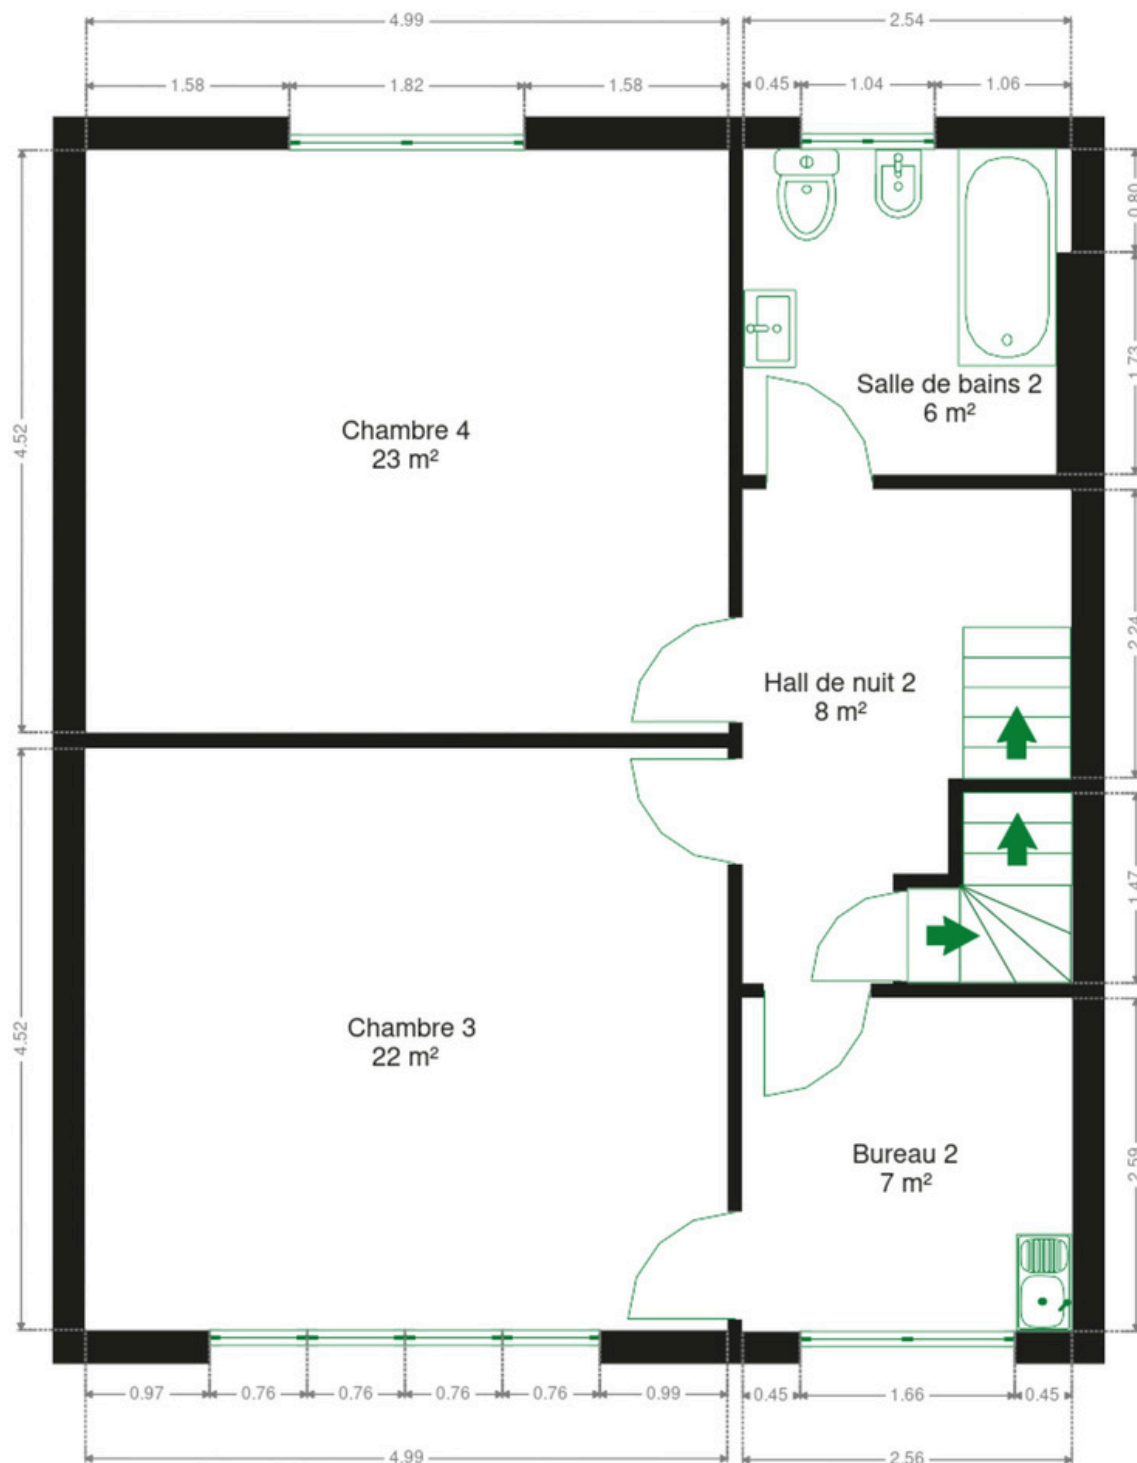 4.99
2.54
1.58
1.82
1.58
0.45
1.04
1.06
0.80
1.73
Salle de bains 2
6 m²
Chambre 4
23 m²
4.52
2.24
Hall de nuit 2
8 m²
1.47
Chambre 3
22 m²
4.52
Bureau 2
7 m²
2.59
0.97
0.76
0.76
0.76
0.76
0.99
0.45
1.66
0.45
4.99
2.56